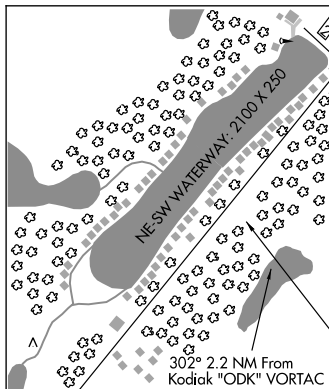 NE-SW WATERWAY: 2100 X 250
302° 2.2 NM From
Kodiak "ODK" VORTAC